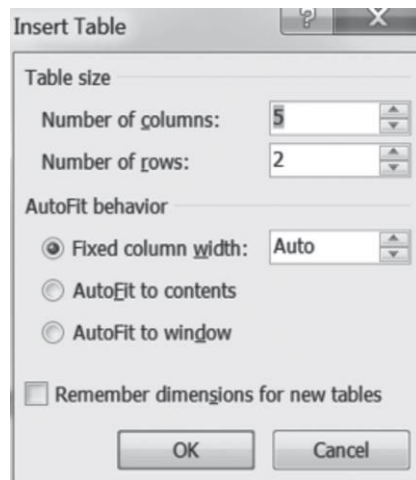 Insert Table ? X
Table size
Number of columns: 5
Number of rows: 2
AutoFit behavior
Fixed column width: Auto
AutoFit to contents
AutoFit to window
Remember dimensions for new tables
OK Cancel